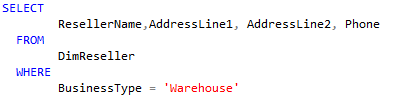 SELECT
ResellerName,AddressLine1, AddressLine2, Phone
FROM
DimReseller
WHERE
BusinessType = 'Warehouse'